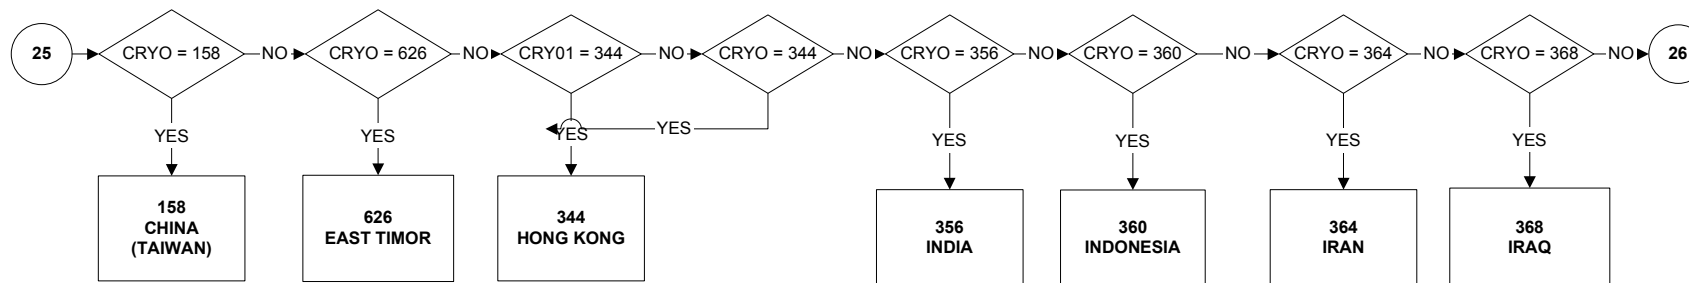 25
CRYO = 158
NO
CRYO = 626
NO
CRY01 = 344
NO
CRYO = 344
NO
CRYO = 356
NO
CRYO = 360
NO
CRYO = 364
NO
CRYO = 368
NO
26
YES
YES
YES
YES
YES
YES
YES
YES
158
CHINA
(TAIWAN)
626
EAST TIMOR
344
HONG KONG
356
INDIA
360
INDONESIA
364
IRAN
368
IRAQ